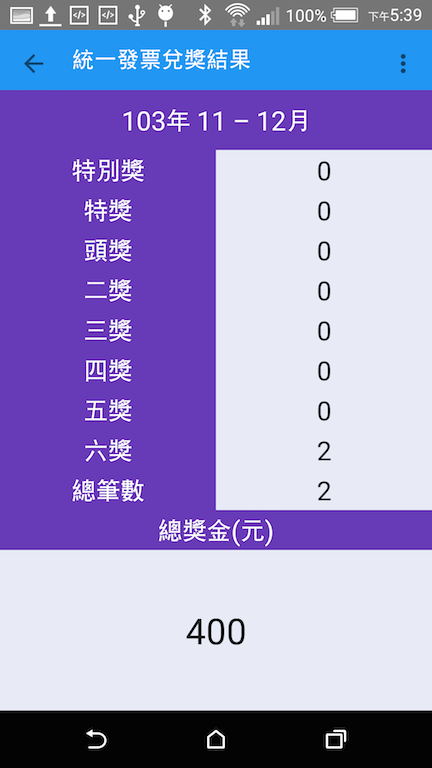 100% 下午5:39
統一發票兌獎結果
103年 11 – 12月
特別獎 0
特獎 0
頭獎 0
二獎 0
三獎 0
四獎 0
五獎 0
六獎 2
總筆數 2
總獎金(元)
400